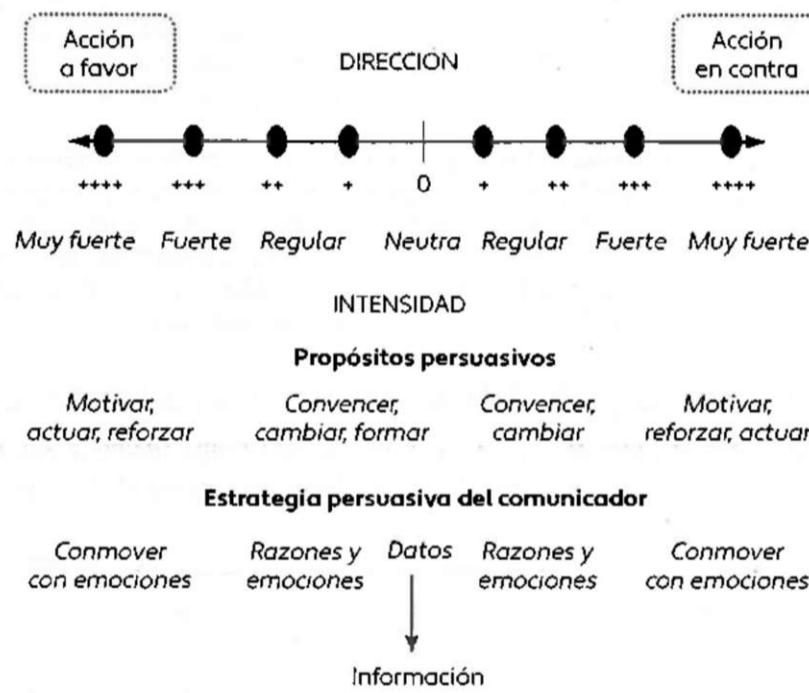 Acción
a favor
DIRECCION
Acción
en contra
++++ +++ ++ + 0 + ++ +++ ++++
Muy fuerte Fuerte Regular Neutra Regular Fuerte Muy fuerte
INTENSIDAD
Propósitos persuasivos
Motivar, Convencer, Convencer, Motivar,
actuar, reforzar cambiar, formar cambiar reforzar, actuar
Estrategia persuasiva del comunicador
Conmover Razones y Datos Razones y Conmover
con emociones emociones emociones con emociones
Información